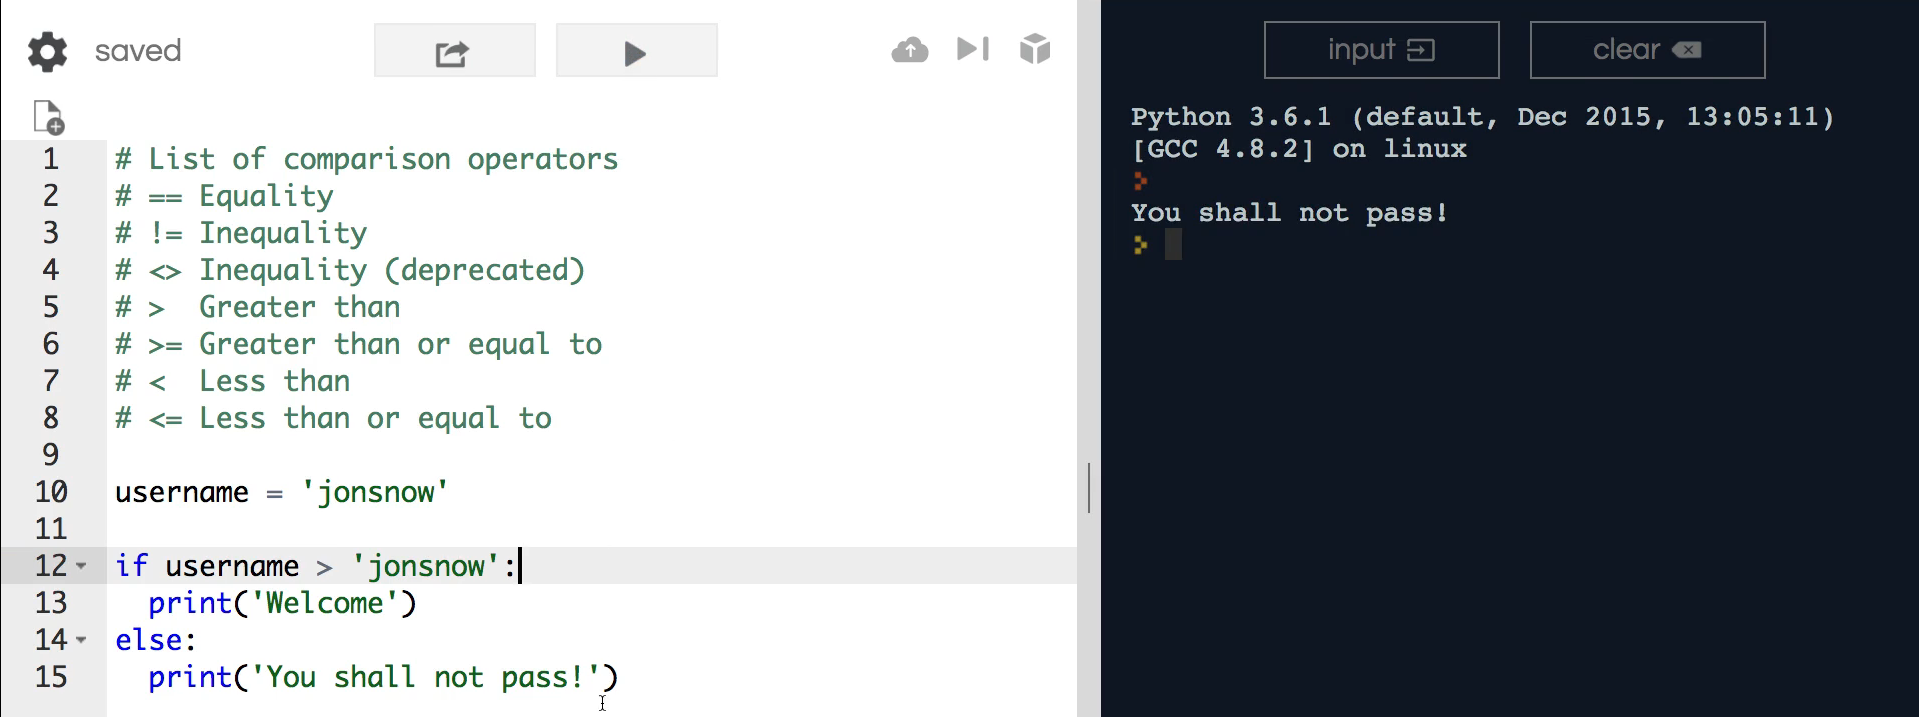 saved
input
clear
1 # List of comparison operators
2 # == Equality
3 # != Inequality
4 # <> Inequality (deprecated)
5 # >  Greater than
6 # >= Greater than or equal to
7 # <  Less than
8 # <= Less than or equal to
9
10 username = 'jonsnow'
11
12 if username > 'jonsnow':
13   print('Welcome')
14 else:
15   print('You shall not pass!')
Python 3.6.1 (default, Dec 2015, 13:05:11)
[GCC 4.8.2] on linux
>
You shall not pass!
>